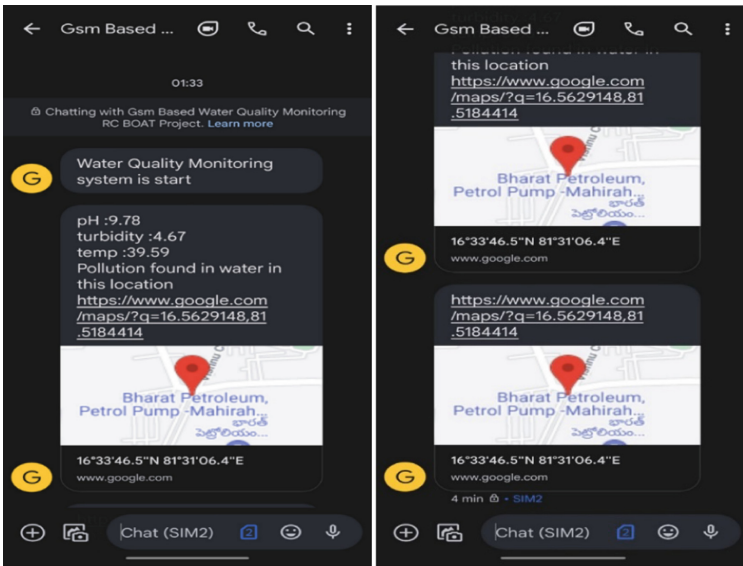 Gsm Based ...
01:33
Chatting with Gsm Based Water Quality Monitoring
RC BOAT Project. Learn more
G
Water Quality Monitoring
system is start
pH :9.78
turbidity :4.67
temp :39.59
Pollution found in water in
this location
https://www.google.com
/maps/?q=16.5629148,81
.5184414
Bharat Petroleum,
Petrol Pump -Mahirah...
భారత్
పెట్రోలియం...
16°33'46.5"N 81°31'06.4"E
www.google.com
G
Chat (SIM2)
2
Gsm Based ...
Pollution found in water in
this location
https://www.google.com
/maps/?q=16.5629148,81
.5184414
Bharat Petroleum,
Petrol Pump -Mahirah...
భారత్
పెట్రోలియం...
16°33'46.5"N 81°31'06.4"E
www.google.com
G
https://www.google.com
/maps/?q=16.5629148,81
.5184414
Bharat Petroleum,
Petrol Pump -Mahirah...
భారత్
పెట్రోలియం...
16°33'46.5"N 81°31'06.4"E
www.google.com
G
4 min • SIM2
Chat (SIM2)
2